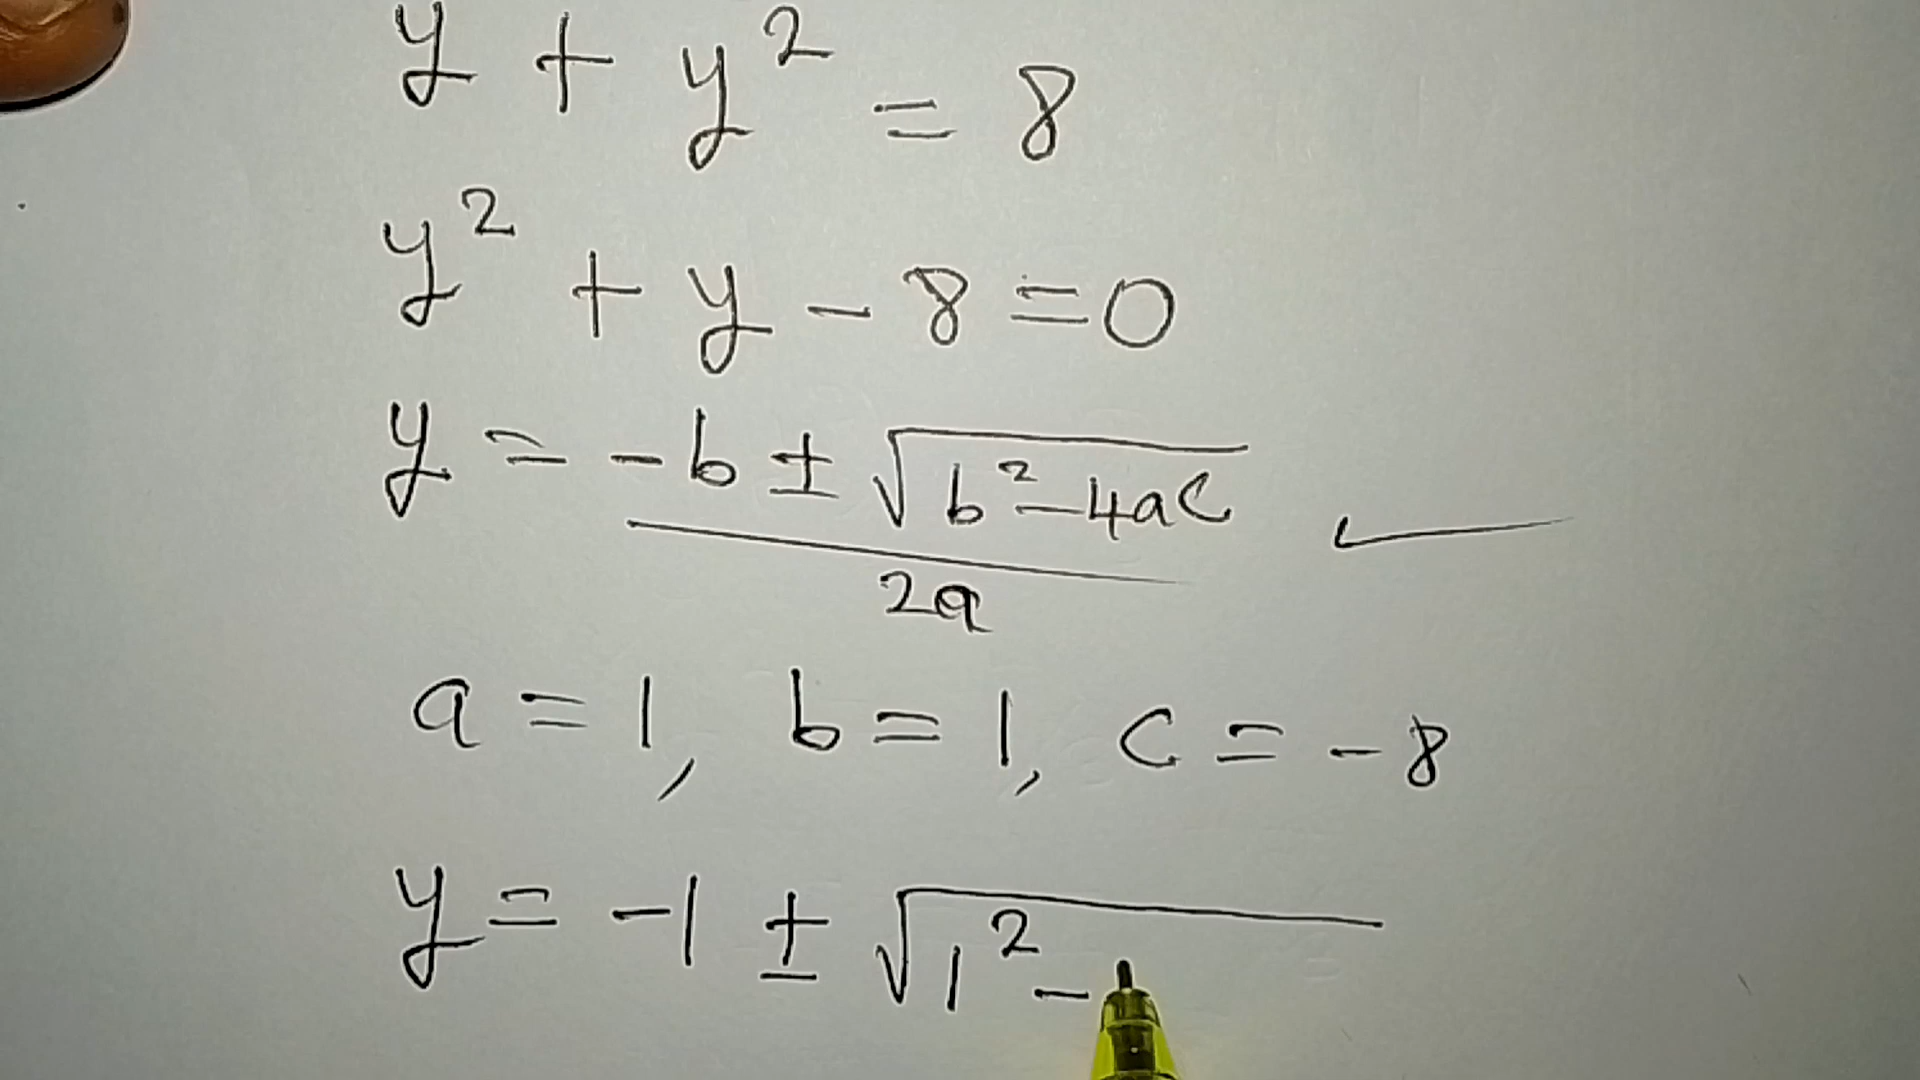 y + y² = 8
y² + y - 8 = 0
y = -b ± √(b² - 4ac) / 2a
a = 1, b = 1, c = -8
y = -1 ± √(1² -